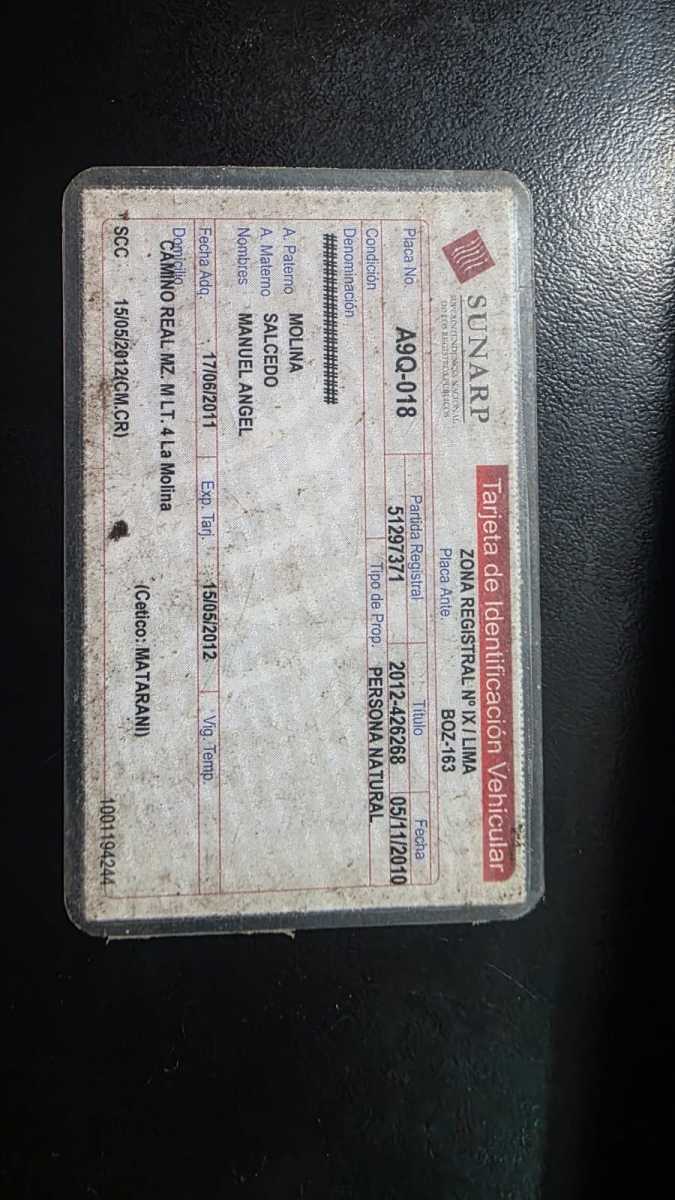 SUNARP
SUPERINTENDENCIA NACIONAL
DE LOS REGISTROS PÚBLICOS
Tarjeta de Identificación Vehicular
ZONA REGISTRAL Nº IX / LIMA
Placa Ante BOZ-163
Placa No. A9Q-018 Partida Registral 51297371 Título 2012-426268 Fecha 05/11/2010
Condición Tipo de Prop. PERSONA NATURAL
Denominación
######################
A. Paterno MOLINA
A. Materno SALCEDO
Nombres MANUEL ANGEL
Fecha Adq. 17/06/2011 Exp. Tarj. 15/05/2012 Vig. Temp.
Domicilio
CAMINO REAL MZ. M LT. 4 La Molina
(Cetico: MATARANI)
SCC 15/05/2012(CM.CR) 1001194244